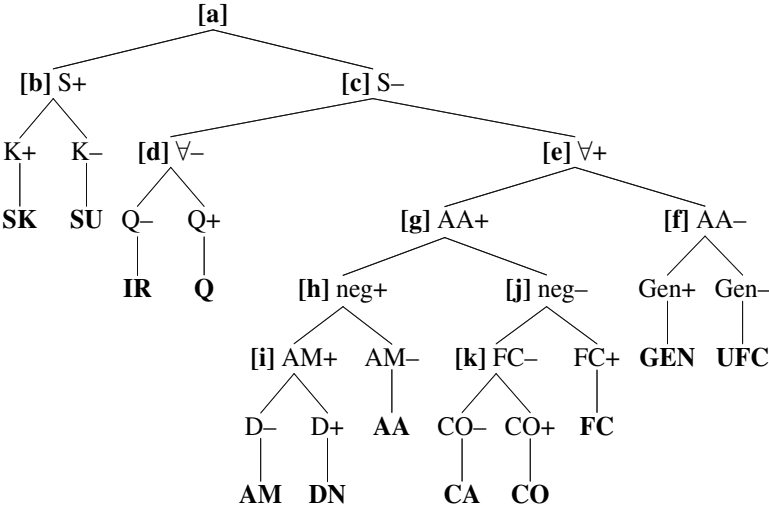 [a]
[b] S+ [c] S–
K+ K– [d] ∀– [e] ∀+
SK SU Q– Q+ [g] AA+ [f] AA–
IR Q [h] neg+ [j] neg– Gen+ Gen–
[i] AM+ AM– [k] FC– FC+ GEN UFC
D– D+ AA CO– CO+ FC
AM DN CA CO